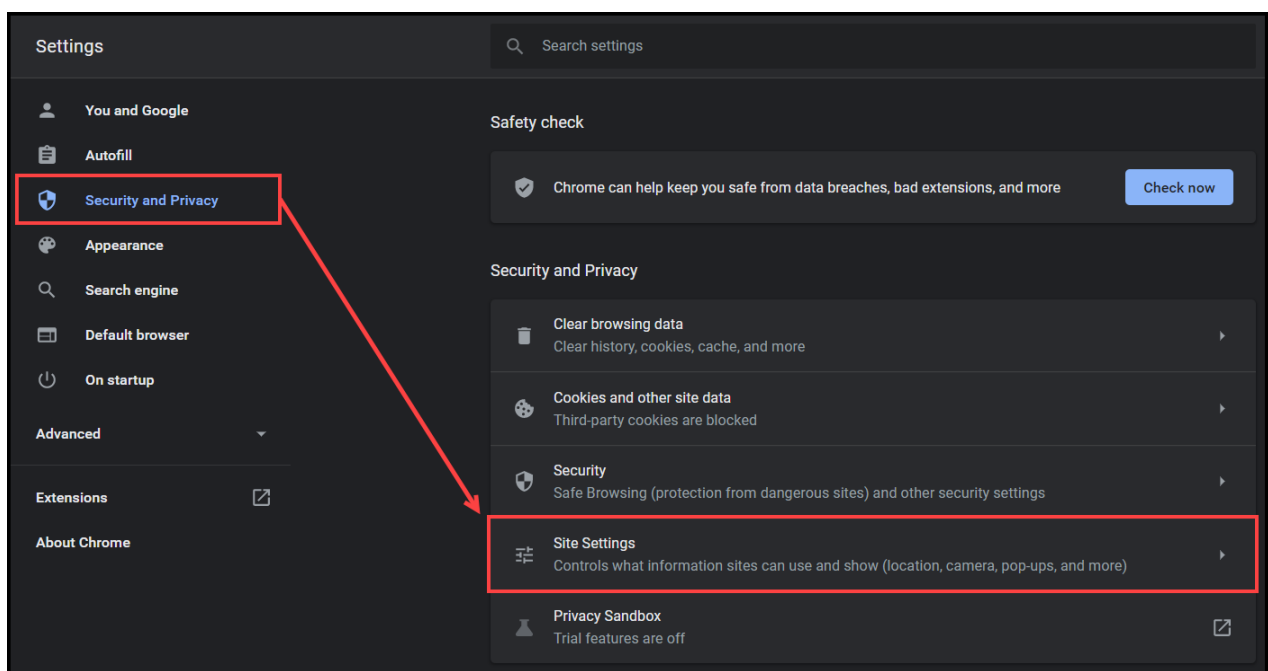 Settings
Search settings
You and Google
Autofill
Security and Privacy
Appearance
Search engine
Default browser
On startup
Advanced
Extensions
About Chrome
Safety check
Chrome can help keep you safe from data breaches, bad extensions, and more
Check now
Security and Privacy
Clear browsing data
Clear history, cookies, cache, and more
Cookies and other site data
Third-party cookies are blocked
Security
Safe Browsing (protection from dangerous sites) and other security settings
Site Settings
Controls what information sites can use and show (location, camera, pop-ups, and more)
Privacy Sandbox
Trial features are off